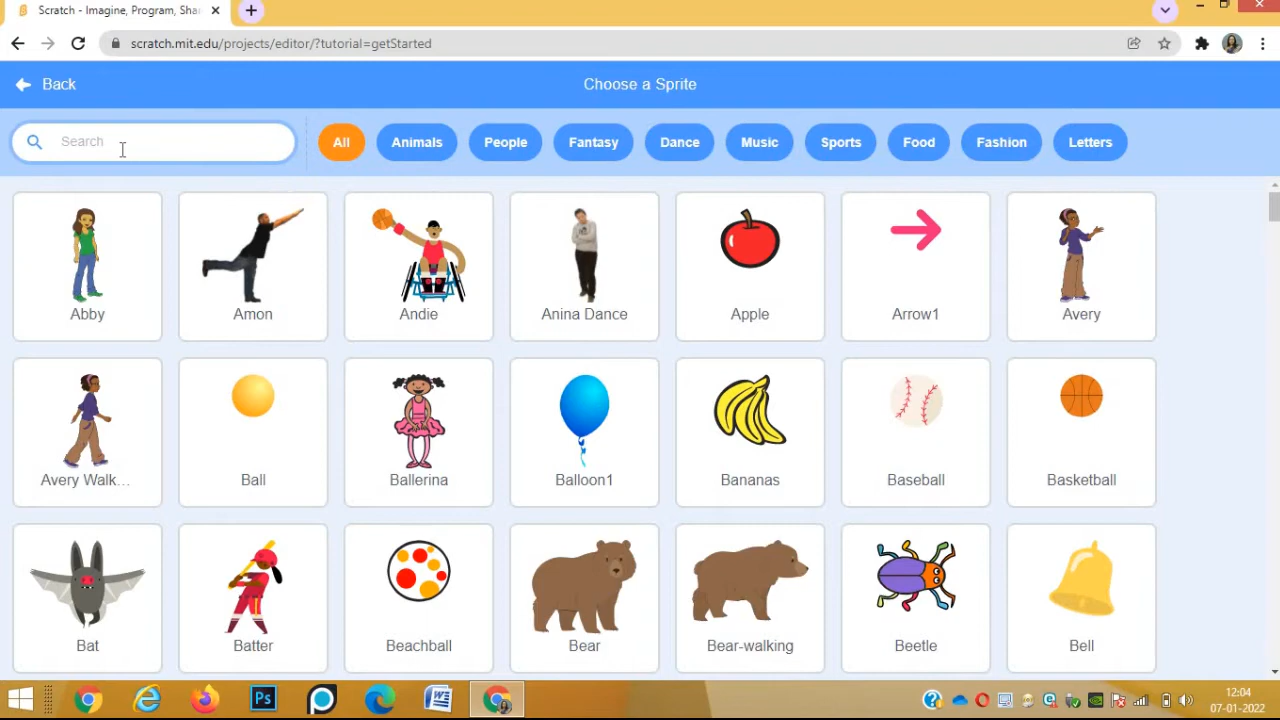 Scratch - Imagine, Program, Sha
scratch.mit.edu/projects/editor/?tutorial=getStarted
Back
Choose a Sprite
Search
All
Animals
People
Fantasy
Dance
Music
Sports
Food
Fashion
Letters
Abby
Amon
Andie
Anina Dance
Apple
Arrow1
Avery
Avery Walk...
Ball
Ballerina
Balloon1
Bananas
Baseball
Basketball
Bat
Batter
Beachball
Bear
Bear-walking
Beetle
Bell
Ps
12:04
07-01-2022